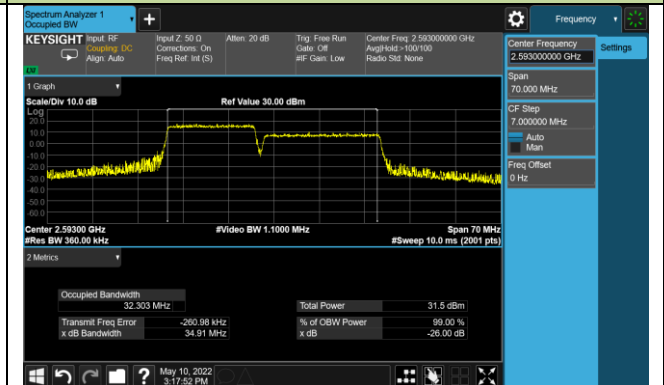 Spectrum Analyzer 1
Occupied BW
+
Frequency
KEYSIGHT
Input: RF
Coupling: DC
Align: Auto
Input Z: 50 Ω
Corrections: On
Freq Ref: Int (S)
Atten: 20 dB
Trig: Free Run
Gate: Off
#IF Gain: Low
Center Freq: 2.593000000 GHz
Avg|Hold:>100/100
Radio Std: None
Center Frequency
2.593000000 GHz
Settings
Span
70.000 MHz
CF Step
7.000000 MHz
Auto
Man
Freq Offset
0 Hz
1 Graph
Scale/Div 10.0 dB
Ref Value 30.00 dBm
Log
20.0
10.0
0.00
-10.0
-20.0
-30.0
-40.0
-50.0
-60.0
Center 2.59300 GHz
#Res BW 360.00 kHz
#Video BW 1.1000 MHz
Span 70 MHz
#Sweep 10.0 ms (2001 pts)
2 Metrics
Occupied Bandwidth
32.303 MHz
Transmit Freq Error -260.98 kHz
x dB Bandwidth 34.91 MHz
Total Power 31.5 dBm
% of OBW Power 99.00 %
x dB -26.00 dB
?
May 10, 2022
3:17:52 PM